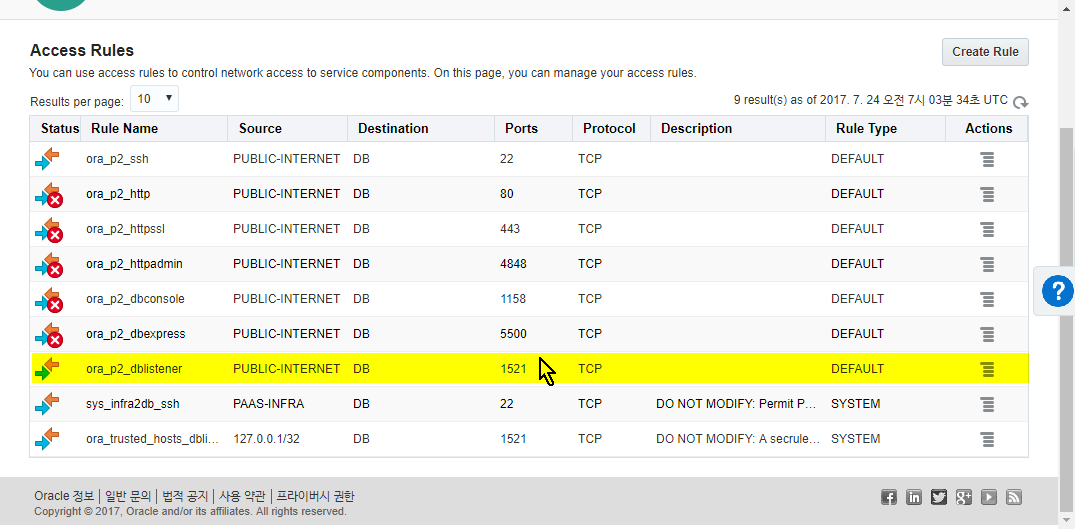 Access Rules
Create Rule
You can use access rules to control network access to service components. On this page, you can manage your access rules.
Results per page: 10
9 result(s) as of 2017. 7. 24 오전 7시 03분 34초 UTC
Status Rule Name Source Destination Ports Protocol Description Rule Type Actions
ora_p2_ssh PUBLIC-INTERNET DB 22 TCP DEFAULT
ora_p2_http PUBLIC-INTERNET DB 80 TCP DEFAULT
ora_p2_httpssl PUBLIC-INTERNET DB 443 TCP DEFAULT
ora_p2_httpadmin PUBLIC-INTERNET DB 4848 TCP DEFAULT
ora_p2_dbconsole PUBLIC-INTERNET DB 1158 TCP DEFAULT
ora_p2_dbexpress PUBLIC-INTERNET DB 5500 TCP DEFAULT
ora_p2_dblistener PUBLIC-INTERNET DB 1521 TCP DEFAULT
sys_infra2db_ssh PAAS-INFRA DB 22 TCP DO NOT MODIFY: Permit P... SYSTEM
ora_trusted_hosts_dbli... 127.0.0.1/32 DB 1521 TCP DO NOT MODIFY: A secrule... SYSTEM
?
Oracle 정보 | 일반 문의 | 법적 공지 | 사용 약관 | 프라이버시 권한
Copyright © 2017, Oracle and/or its affiliates. All rights reserved.